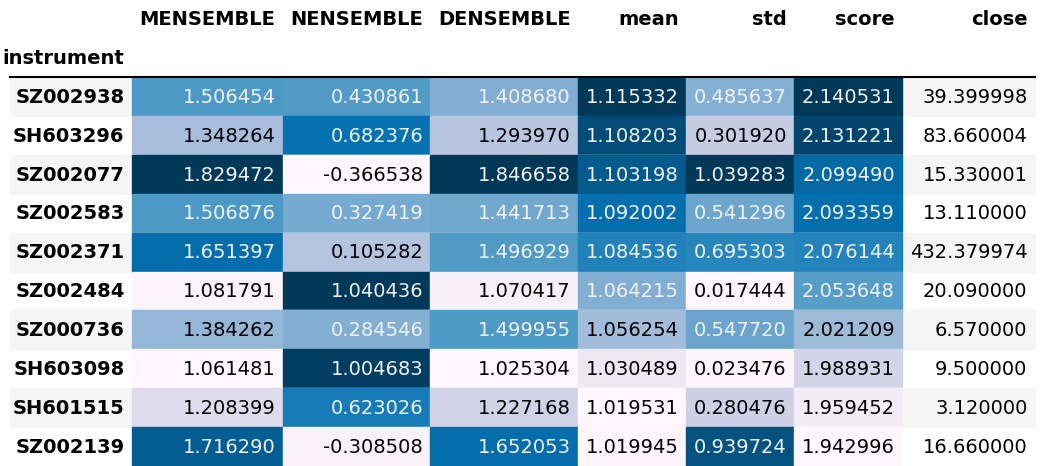 MENSEMBLE NENSEMBLE DENSEMBLE mean std score close
instrument
SZ002938 1.506454 0.430861 1.408680 1.115332 0.485637 2.140531 39.399998
SH603296 1.348264 0.682376 1.293970 1.108203 0.301920 2.131221 83.660004
SZ002077 1.829472 -0.366538 1.846658 1.103198 1.039283 2.099490 15.330001
SZ002583 1.506876 0.327419 1.441713 1.092002 0.541296 2.093359 13.110000
SZ002371 1.651397 0.105282 1.496929 1.084536 0.695303 2.076144 432.379974
SZ002484 1.081791 1.040436 1.070417 1.064215 0.017444 2.053648 20.090000
SZ000736 1.384262 0.284546 1.499955 1.056254 0.547720 2.021209 6.570000
SH603098 1.061481 1.004683 1.025304 1.030489 0.023476 1.988931 9.500000
SH601515 1.208399 0.623026 1.227168 1.019531 0.280476 1.959452 3.120000
SZ002139 1.716290 -0.308508 1.652053 1.019945 0.939724 1.942996 16.660000